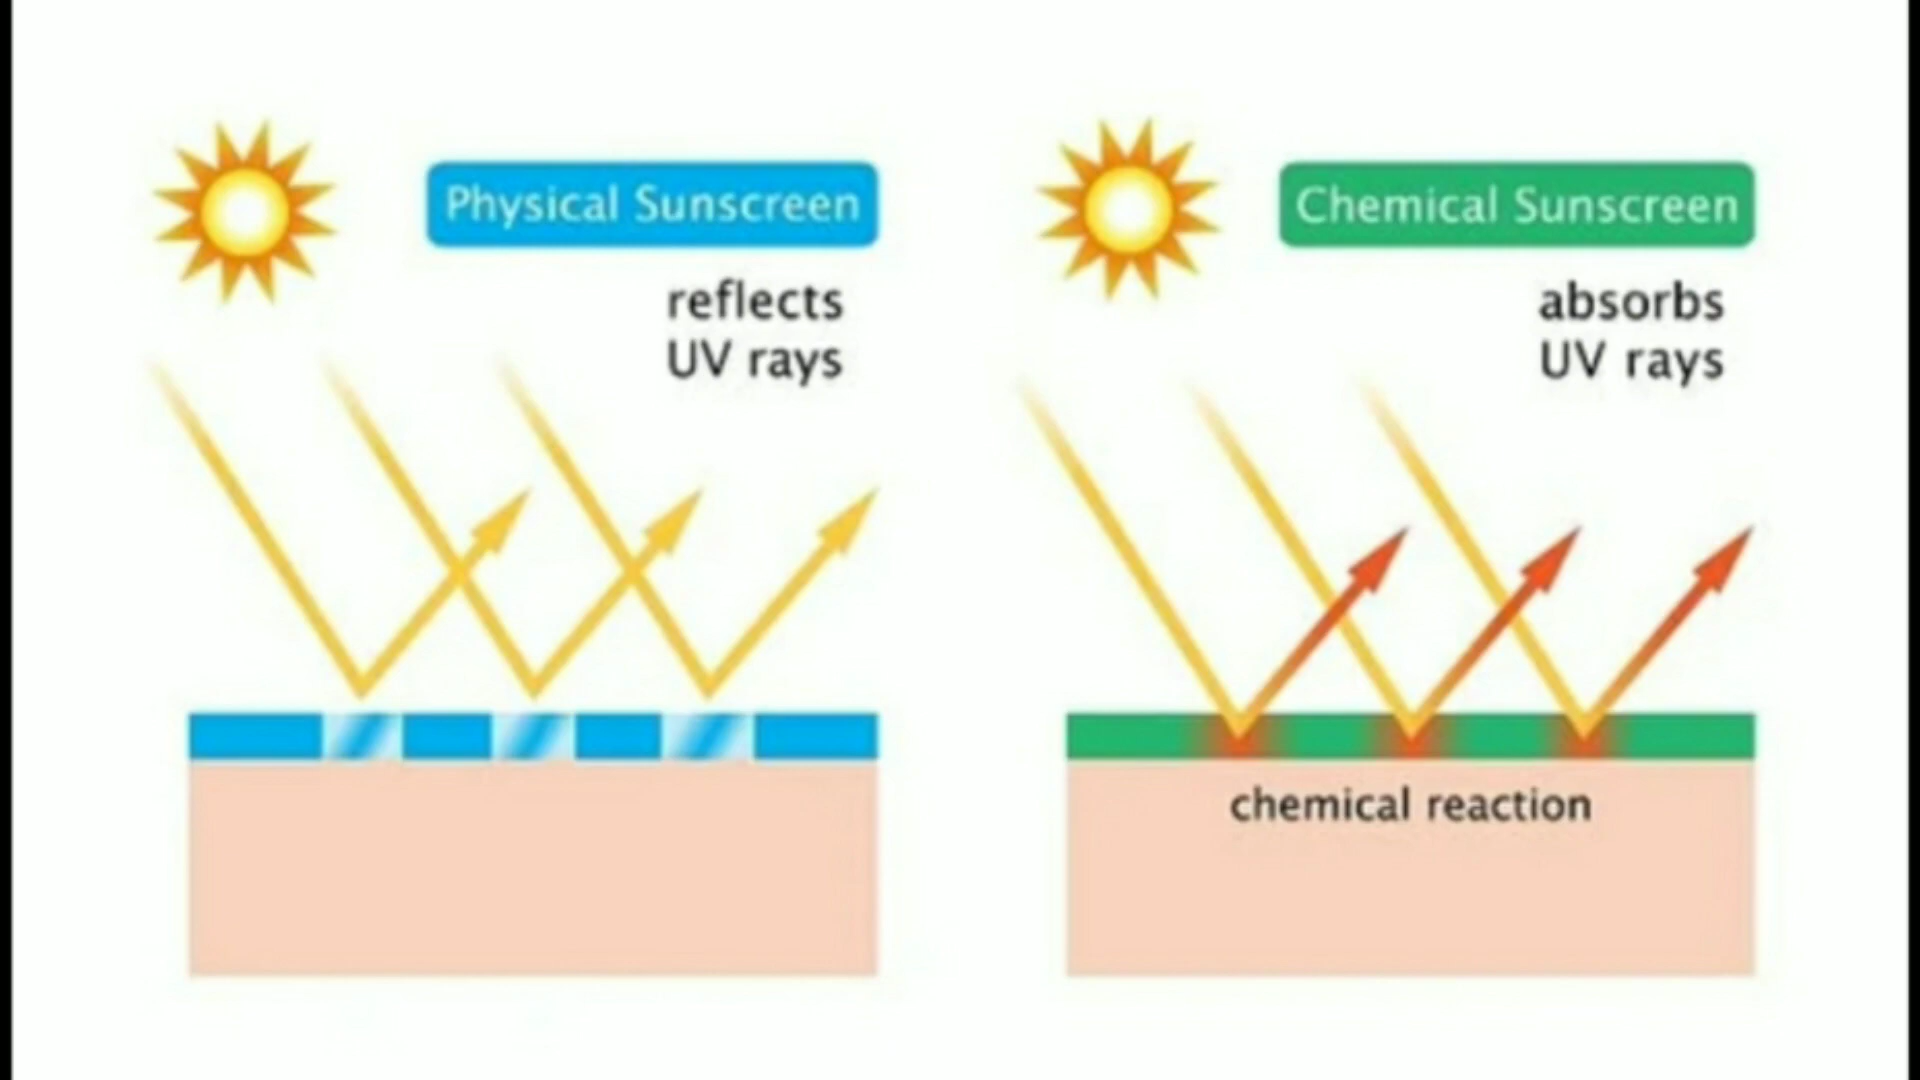 Physical Sunscreen
reflects
UV rays
Chemical Sunscreen
absorbs
UV rays
chemical reaction